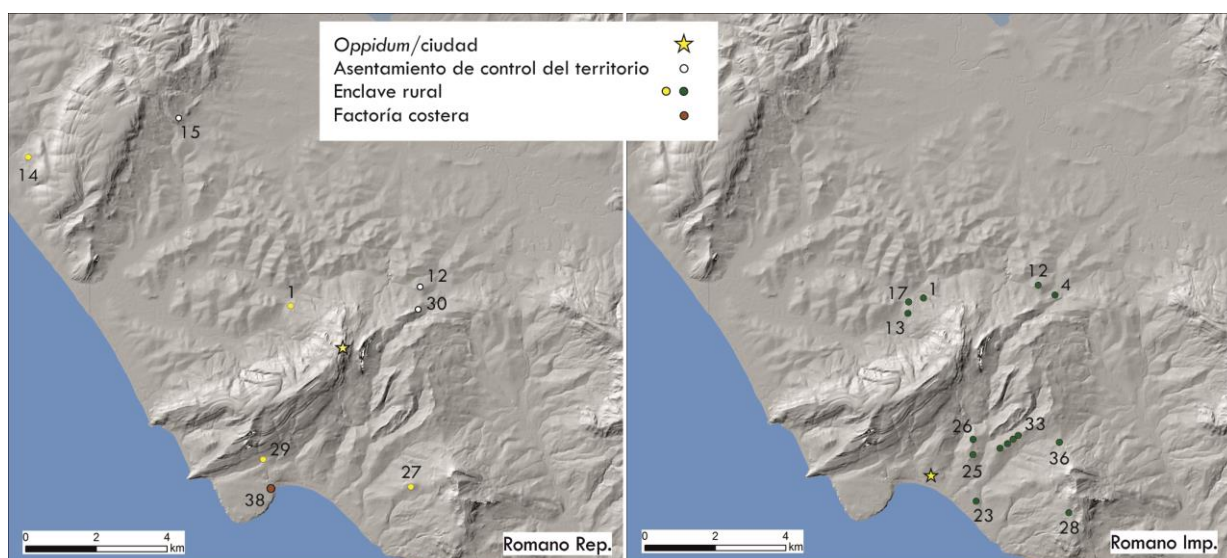 Oppidum/ciudad
Asentamiento de control del territorio
Enclave rural
Factoría costera
15
14
12
1
30
29
27
38
0 2 4
km
Romano Rep.
12
4
17
1
13
33
26
36
25
23
28
0 2 4
km
Romano Imp.